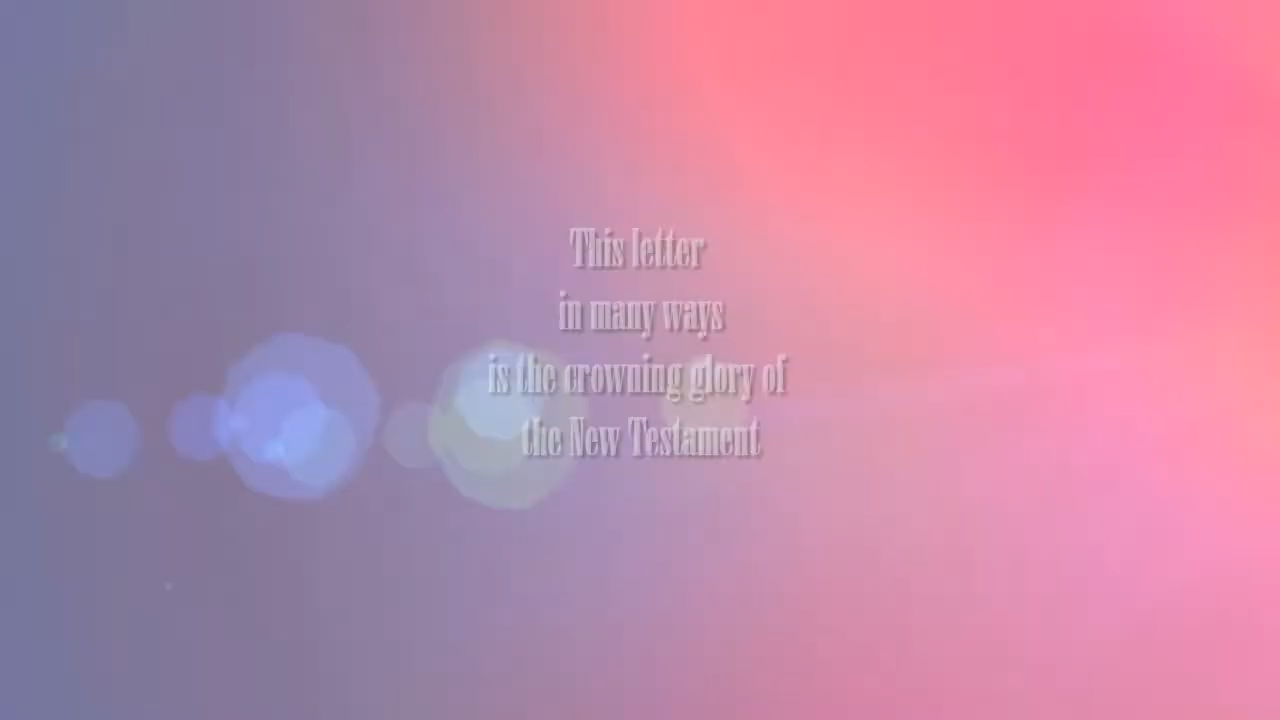 This letter
in many ways
is the crowning glory of
the New Testament